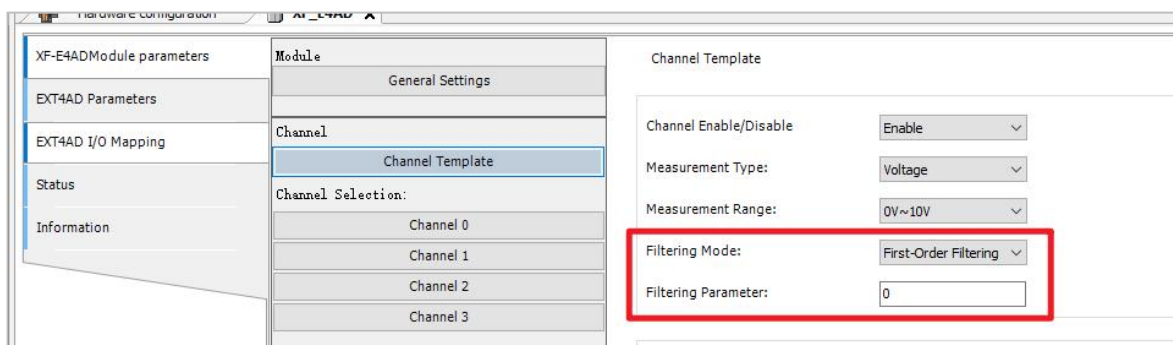 Hardware configuration
XF_E4AD X
XF-E4ADModule parameters
EXT4AD Parameters
EXT4AD I/O Mapping
Status
Information
Module
General Settings
Channel
Channel Template
Channel Selection:
Channel 0
Channel 1
Channel 2
Channel 3
Channel Template
Channel Enable/Disable Enable
Measurement Type: Voltage
Measurement Range: 0V~10V
Filtering Mode: First-Order Filtering
Filtering Parameter: 0